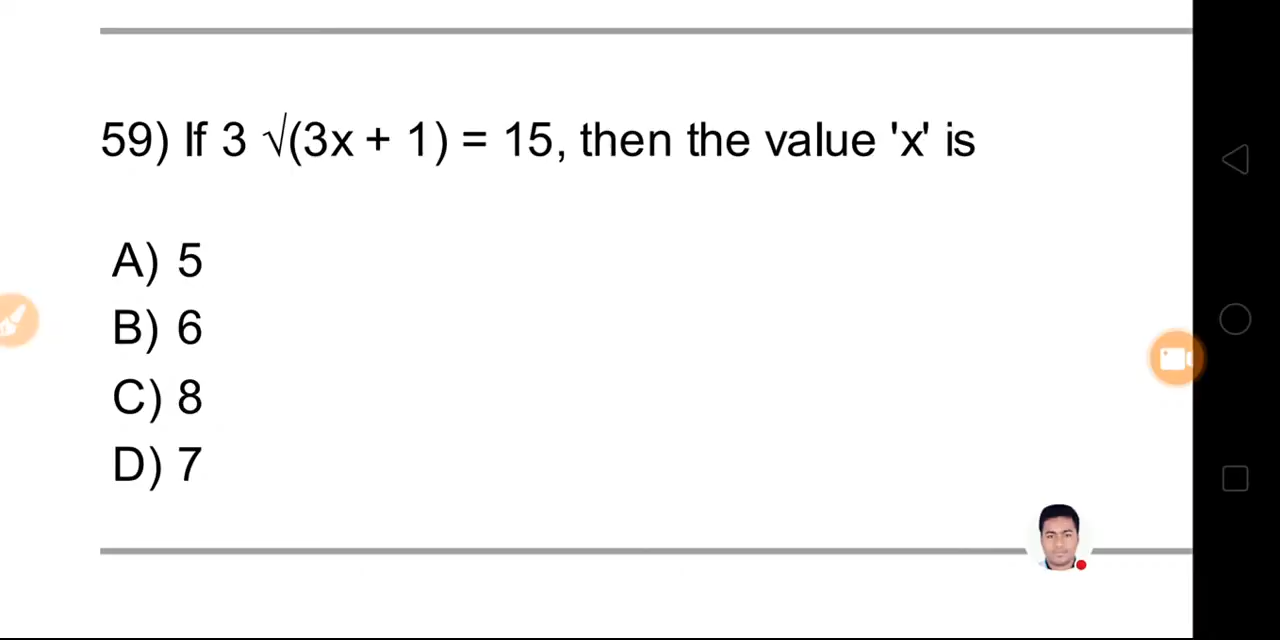 59) If 3 √(3x + 1) = 15, then the value 'x' is
A) 5
B) 6
C) 8
D) 7